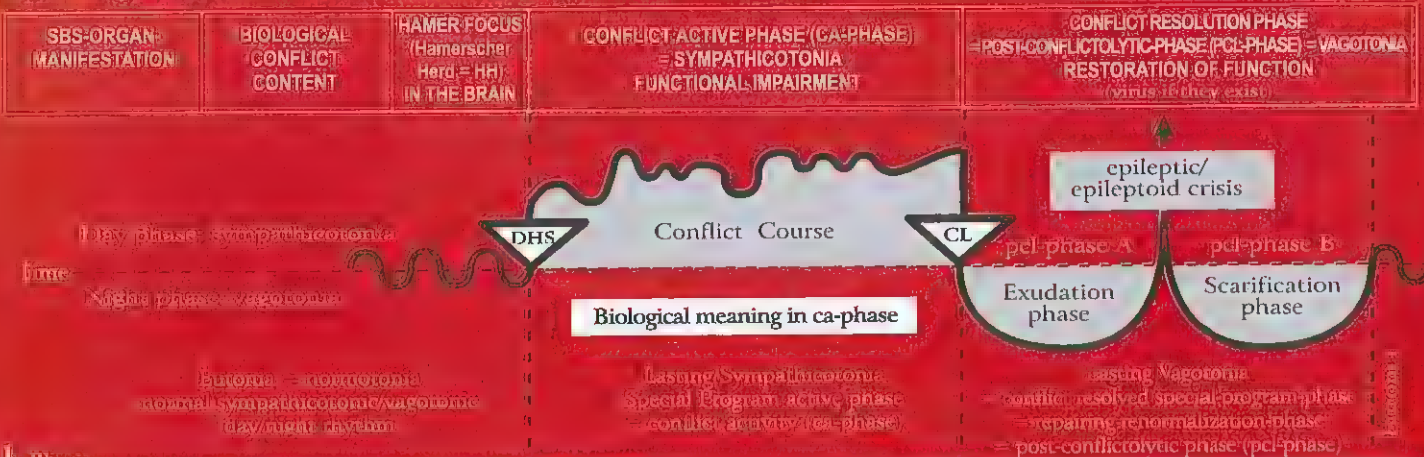 SBS-ORGAN-
MANIFESTATION
BIOLOGICAL
CONFLICT
CONTENT
HAMER FOCUS
(Hamerscher
Herd = HH)
IN THE BRAIN
CONFLICT ACTIVE PHASE (CA-PHASE)
= SYMPATHICOTONIA
FUNCTIONAL IMPAIRMENT
CONFLICT RESOLUTION PHASE
=POST-CONFLICTOLYTIC-PHASE (PCL-PHASE) = VAGOTONIA
RESTORATION OF FUNCTION
(virus if they exist)
epileptic/
epileptoid crisis
Day phase sympathicotonia
DHS
Conflict Course
CL
pcl-phase A
pcl-phase B
Night phase vagotonia
Exudation
phase
Scarification
phase
Biological meaning in ca-phase
Eutonia = normotonia
normal sympathicotonic/vagotonic
day/night rhythm
Lasting Sympathicotonia
Special Program active phase
= conflict activity (ca-phase)
Lasting Vagotonia
= conflict resolved special-program-phase
= repairing renormalization-phase
= post-conflictolytic phase (pcl-phase)